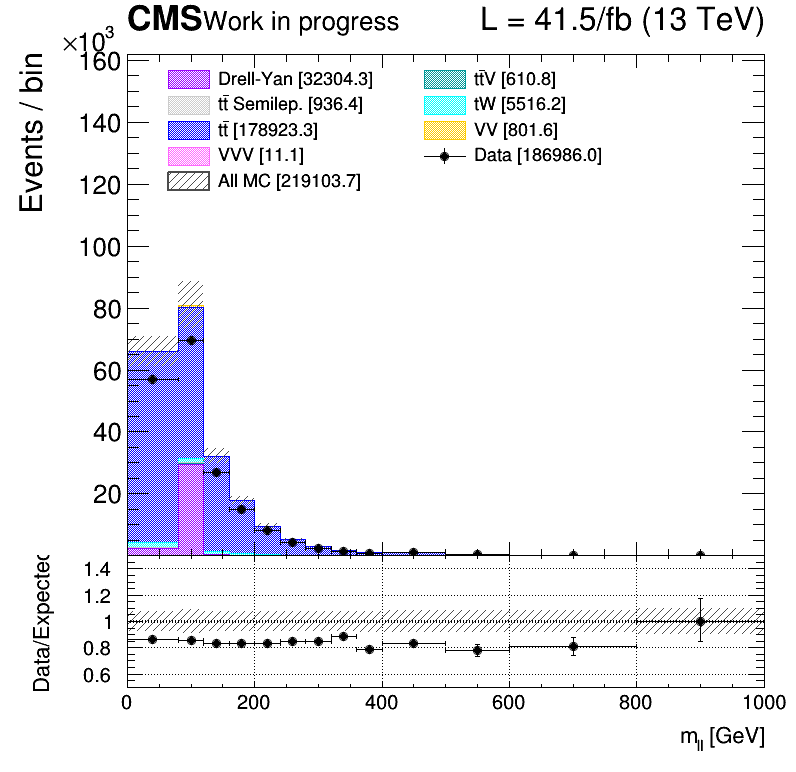 CMS Work in progress L = 41.5/fb (13 TeV)
×10³
Events / bin
160
140
120
100
80
60
40
20
Drell-Yan [32304.3]
tt̄ Semilep. [936.4]
tt̄ [178923.3]
VVV [11.1]
All MC [219103.7]
tt̄V [610.8]
tW [5516.2]
VV [801.6]
Data [186986.0]
Data/Expected
1.4
1.2
1
0.8
0.6
0 200 400 600 800 1000
m_ll [GeV]